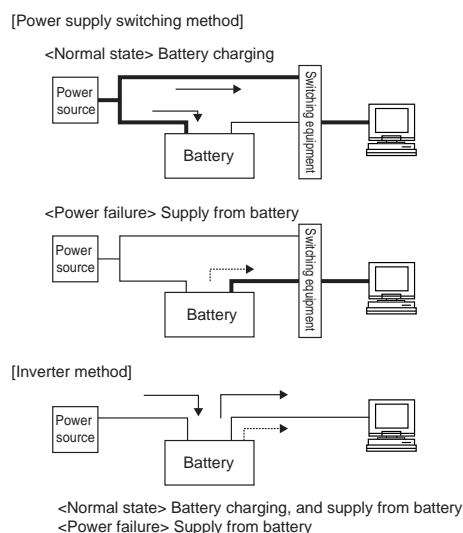 [Power supply switching method]
<Normal state> Battery charging
Power
source
Switching equipment
Battery
<Power failure> Supply from battery
Power
source
Switching equipment
Battery
[Inverter method]
Power
source
Battery
<Normal state> Battery charging, and supply from battery
<Power failure> Supply from battery